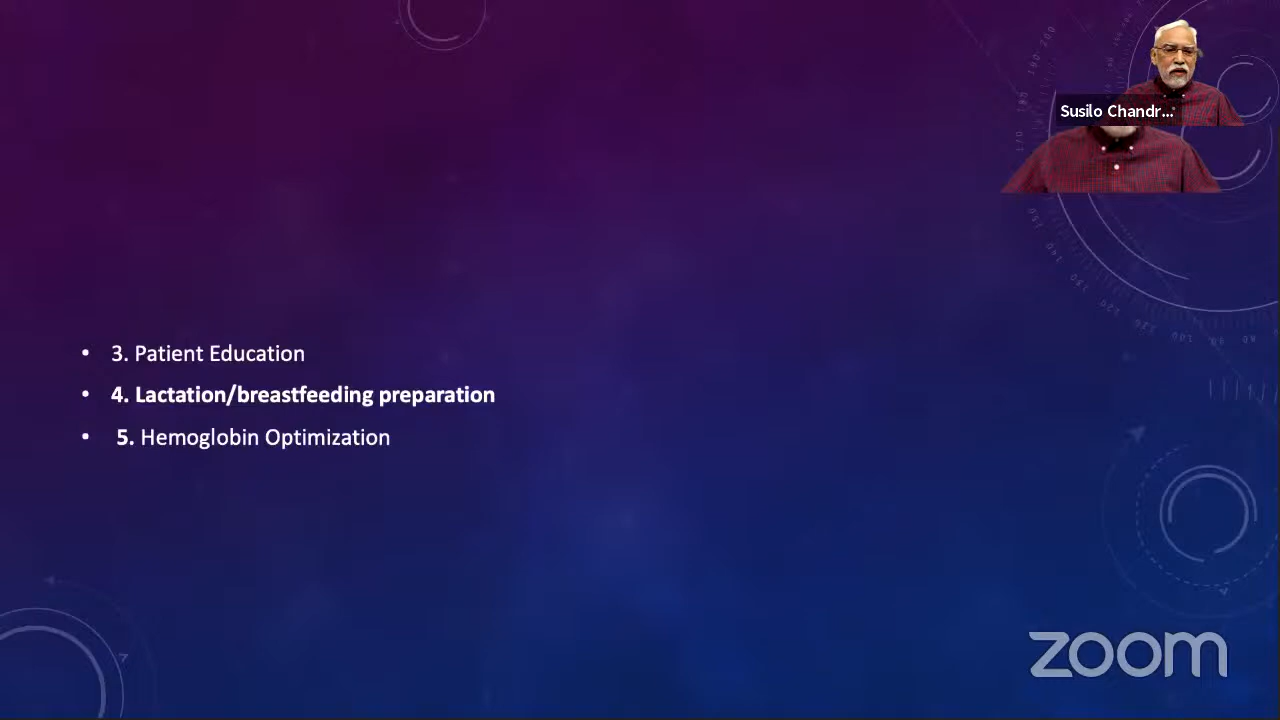 Susilo Chandr...
• 3. Patient Education
• 4. Lactation/breastfeeding preparation
• 5. Hemoglobin Optimization
zoom